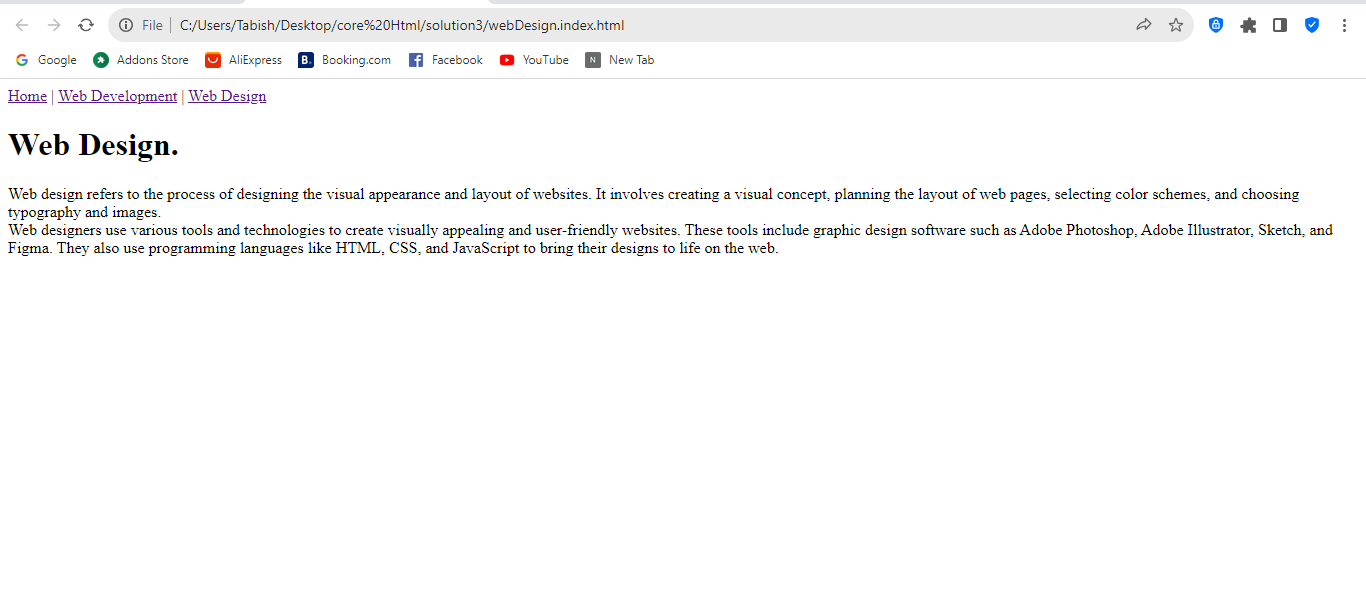 File | C:/Users/Tabish/Desktop/core%20Html/solution3/webDesign.index.html
Google Addons Store AliExpress B. Booking.com Facebook YouTube N New Tab
Home | Web Development | Web Design
Web Design.
Web design refers to the process of designing the visual appearance and layout of websites. It involves creating a visual concept, planning the layout of web pages, selecting color schemes, and choosing
typography and images.
Web designers use various tools and technologies to create visually appealing and user-friendly websites. These tools include graphic design software such as Adobe Photoshop, Adobe Illustrator, Sketch, and
Figma. They also use programming languages like HTML, CSS, and JavaScript to bring their designs to life on the web.